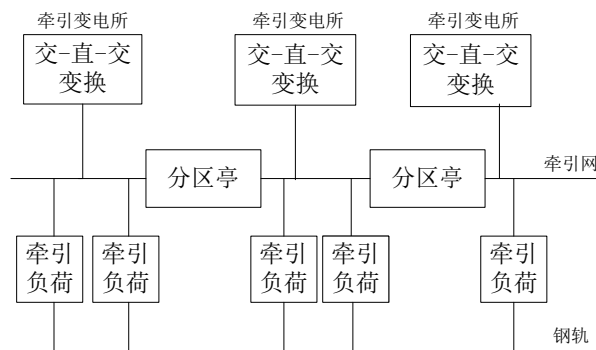 牵引变电所
牵引变电所
牵引变电所
交-直-交
变换
交-直-交
变换
交-直-交
变换
分区亭
分区亭
牵引网
牵引
负荷
牵引
负荷
牵引
负荷
牵引
负荷
牵引
负荷
钢轨